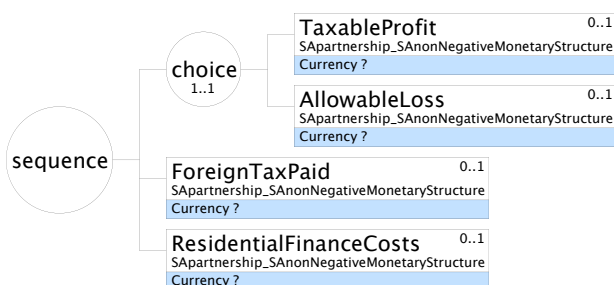 TaxableProfit 0..1
SApartnership_SAnonNegativeMonetaryStructure
Currency ?
choice
1..1
AllowableLoss 0..1
SApartnership_SAnonNegativeMonetaryStructure
Currency ?
sequence
ForeignTaxPaid 0..1
SApartnership_SAnonNegativeMonetaryStructure
Currency ?
ResidentialFinanceCosts 0..1
SApartnership_SAnonNegativeMonetaryStructure
Currency ?